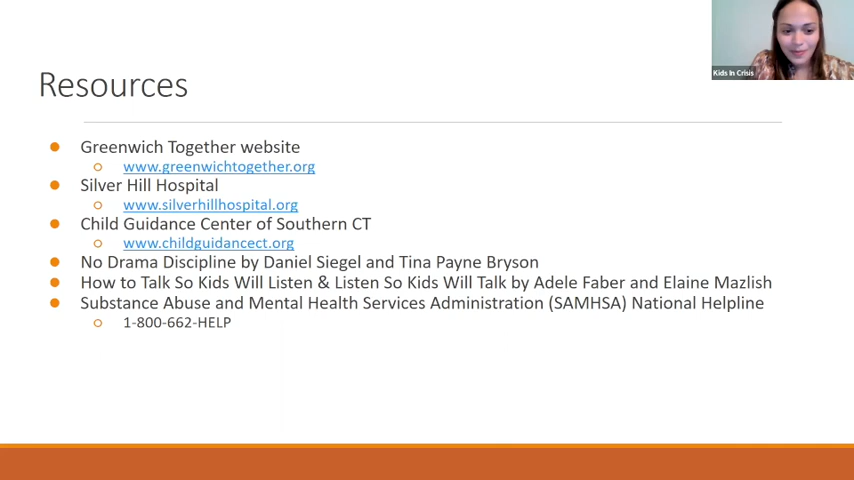 Kids In Crisis
Resources
Greenwich Together website
www.greenwichtogether.org
Silver Hill Hospital
www.silverhillhospital.org
Child Guidance Center of Southern CT
www.childguidancect.org
No Drama Discipline by Daniel Siegel and Tina Payne Bryson
How to Talk So Kids Will Listen & Listen So Kids Will Talk by Adele Faber and Elaine Mazlish
Substance Abuse and Mental Health Services Administration (SAMHSA) National Helpline
1-800-662-HELP